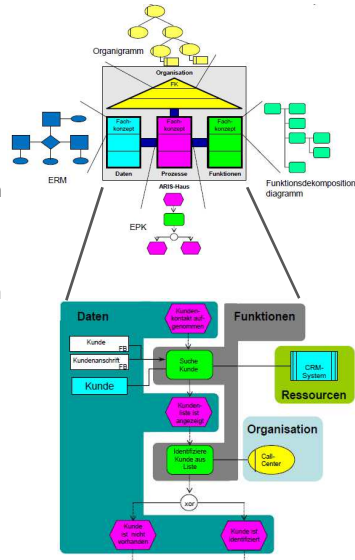 Organigramm
Organisation
FK
Fach-
konzept
Fach-
konzept
Fach-
konzept
Daten
Prozesse
Funktionen
ERM
ARIS-Haus
Funktionsdekomposition
diagramm
EPK
Daten
Kunden-
kontakt auf-
genommen
Funktionen
Kunde
FB
Kundenanschrift
FB
Kunde
Suche
Kunde
CRM-
System
Ressourcen
Kunden-
liste ist
angezeigt
Organisation
Identifiziere
Kunde aus
Liste
Call-
Center
xor
Kunde
ist nicht
vorhanden
Kunde ist
identifiziert